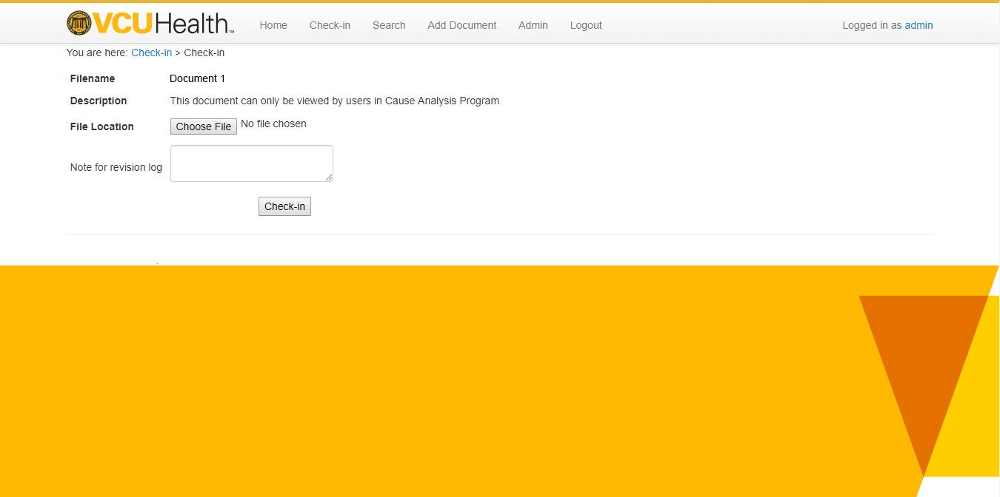 VCUHealth™ Home Check-in Search Add Document Admin Logout Logged in as admin
You are here: Check-in > Check-in
Filename Document 1
Description This document can only be viewed by users in Cause Analysis Program
File Location Choose File No file chosen
Note for revision log
Check-in